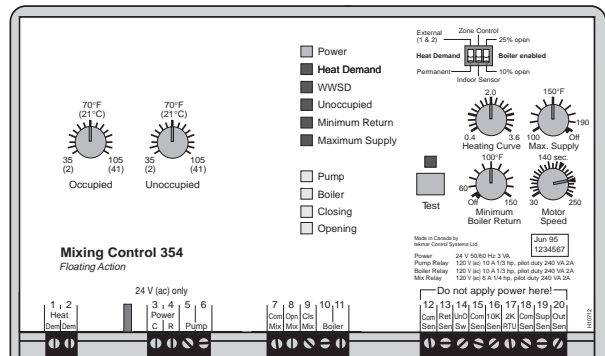 External
(1 & 2)
Zone Control
25% open
Heat Demand
Boiler enabled
Permanent
10% open
Indoor Sensor
Power
Heat Demand
WWSD
Unoccupied
Minimum Return
Maximum Supply
Pump
Boiler
Closing
Opening
70°F
(21°C)
35
(2)
105
(41)
Occupied
70°F
(21°C)
35
(2)
105
(41)
Unoccupied
2.0
0.4
3.6
Heating Curve
150°F
190
100
Off
Max. Supply
Test
100°F
60
Off
150
Minimum
Boiler Return
140 sec.
30
250
Motor
Speed
Mixing Control 354
Floating Action
Made in Canada by
tekmar Control Systems Ltd.
Jun 95
1234567
Power 24 V 50/60 Hz 3 VA
Pump Relay 120 V (ac) 10 A 1/3 hp, pilot duty 240 VA 2A
Boiler Relay 120 V (ac) 10 A 1/3 hp, pilot duty 240 VA 2A
Mix Relay 120 V (ac) 6 A 1/4 hp, pilot duty 240 VA 2A
Do not apply power here!
24 V (ac) only
1 2
Heat
Dem Dem
3 4 5 6
Power
C R Pump
7 8 9 10 11
Com Opn Cls
Mix Mix Mix Boiler
12 13 14 15 16 17 18 19 20
Com Ret UnO Com 10K 2K Com Sup Out
Sen Sen Sw Sen Sen RTU Sen Sen Sen
H10712